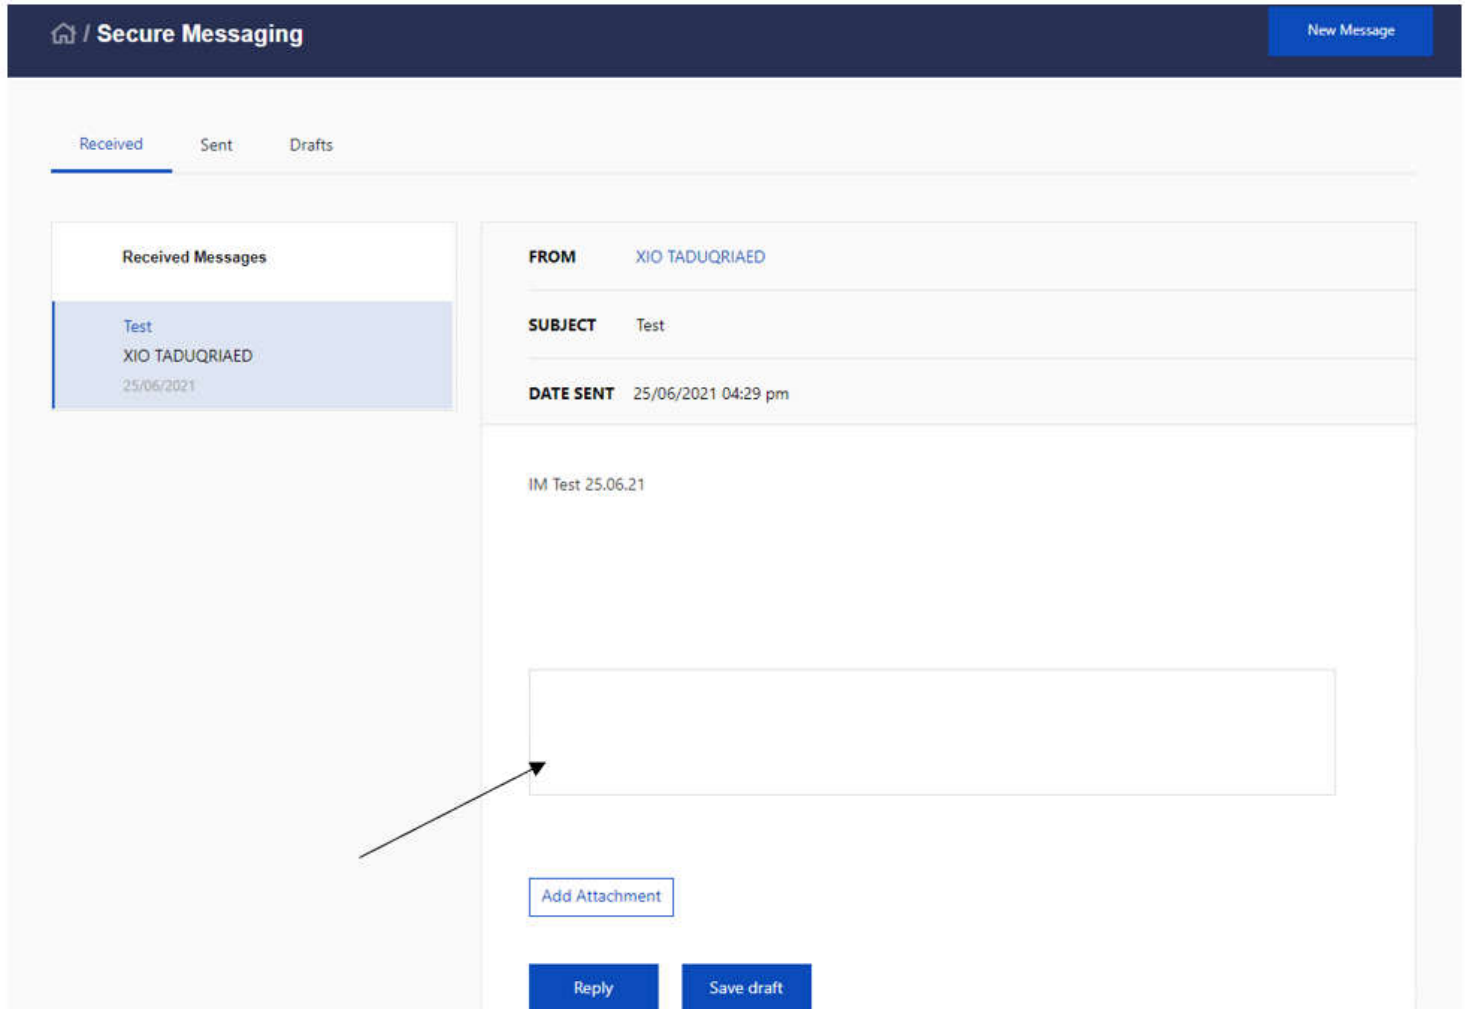 / Secure Messaging
New Message
Received Sent Drafts
Received Messages
Test
XIO TADUQRIAED
25/06/2021
FROM XIO TADUQRIAED
SUBJECT Test
DATE SENT 25/06/2021 04:29 pm
IM Test 25.06.21
Add Attachment
Reply Save draft